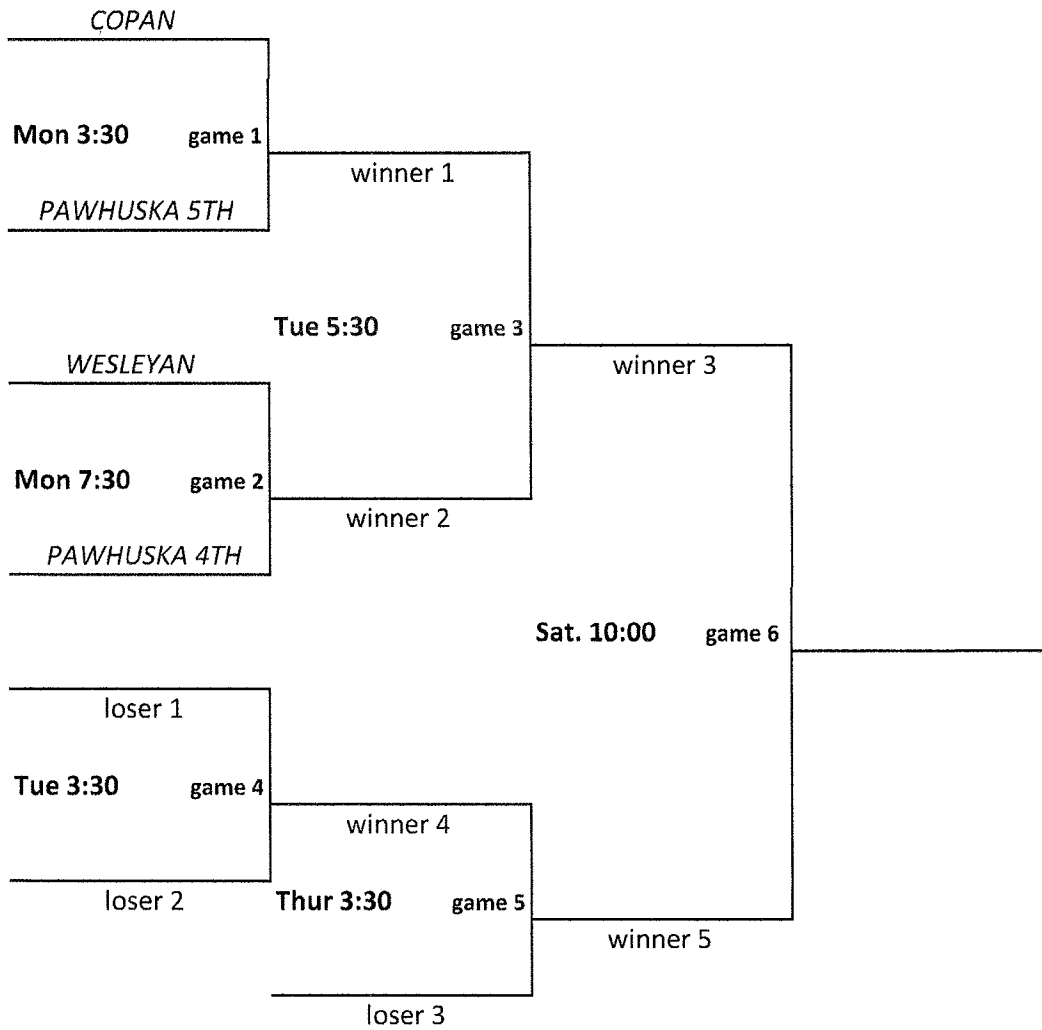 COPAN
Mon 3:30 game 1
winner 1
PAWHUSKA 5TH
Tue 5:30 game 3
WESLEYAN
winner 3
Mon 7:30 game 2
winner 2
PAWHUSKA 4TH
Sat. 10:00 game 6
loser 1
Tue 3:30 game 4
winner 4
loser 2
Thur 3:30 game 5
winner 5
loser 3